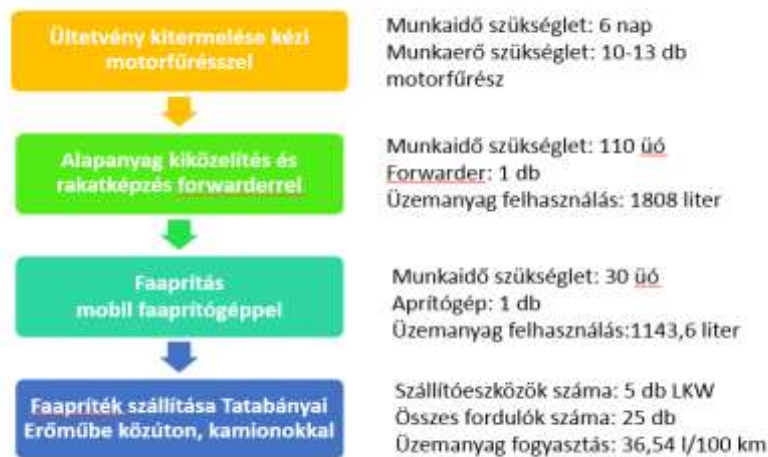 Ültetvény kitermelése kézi
motorfűrésszel
Munkaidő szükséglet: 6 nap
Munkaerő szükséglet: 10-13 db
motorfűrész
Alapanyag kiközelítés és
rakatképzés forwarderrel
Munkaidő szükséglet: 110 üó
Forwarder: 1 db
Üzemanyag felhasználás: 1808 liter
Faaprítás
mobil faaprítógéppel
Munkaidő szükséglet: 30 üó
Aprítógép: 1 db
Üzemanyag felhasználás:1143,6 liter
Faapríték szállítása Tatabányai
Erőműbe közúton, kamionokkal
Szállítóeszközök száma: 5 db LKW
Összes fordulók száma: 25 db
Üzemanyag fogyasztás: 36,54 l/100 km